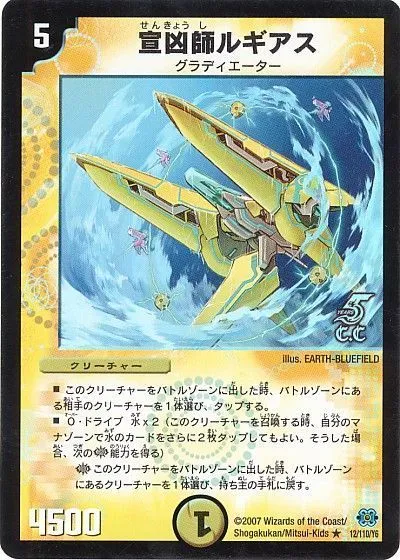 5
せんきょうし
宣凶師ルギアス
グラディエーター
5 YEARS
C.C
illus. EARTH-BLUEFIELD
クリーチャー
■ このクリーチャーをバトルゾーンに出した時、バトルゾーンにある相手のクリーチャーを1体選び、タップする。
■ O・ドライブ 水×2（このクリーチャーを召喚する時、自分のマナゾーンで水のカードをさらに2枚タップしてもよい。そうした場合、次の能力を得る）
このクリーチャーをバトルゾーンに出した時、バトルゾーンにあるクリーチャーを1体選び、持ち主の手札に戻す。
4500
1
©2007 Wizards of the Coast/
Shogakukan/Mitsui-Kids ★ 12/110/Y6